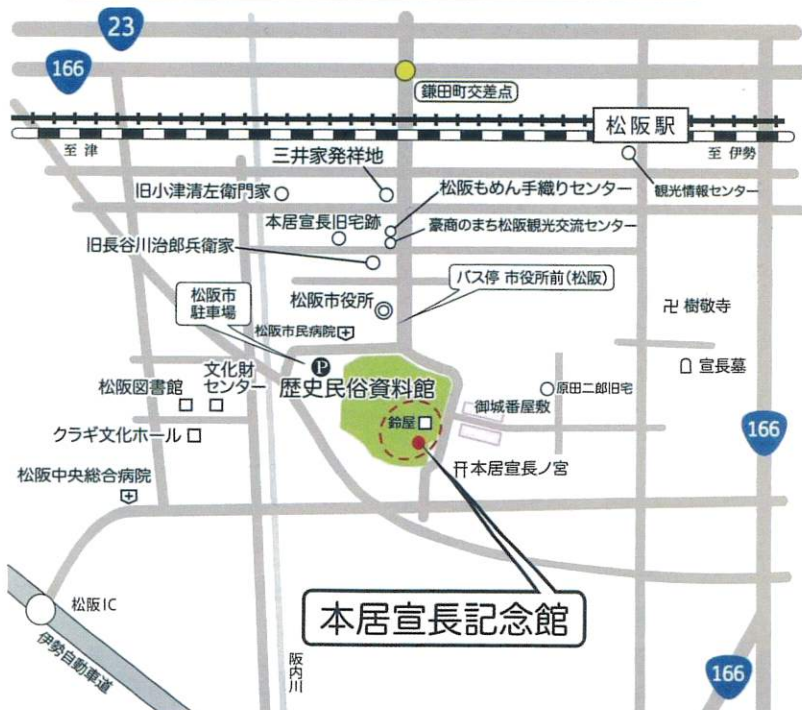 23
166
鎌田町交差点
松阪駅
至 津
至 伊勢
三井家発祥地
旧小津清左衛門家
松阪もめん手織りセンター
観光情報センター
本居宣長旧宅跡
豪商のまち松阪観光交流センター
旧長谷川治郎兵衛家
バス停 市役所前(松阪)
松阪市
駐車場
松阪市役所
卍 樹敬寺
松阪市民病院
P
歴史民俗資料館
宣長墓
文化財
センター
松阪図書館
原田二郎旧宅
御城番屋敷
鈴屋
クラギ文化ホール
166
本居宣長ノ宮
松阪中央総合病院
松阪IC
本居宣長記念館
伊勢自動車道
阪内川
166